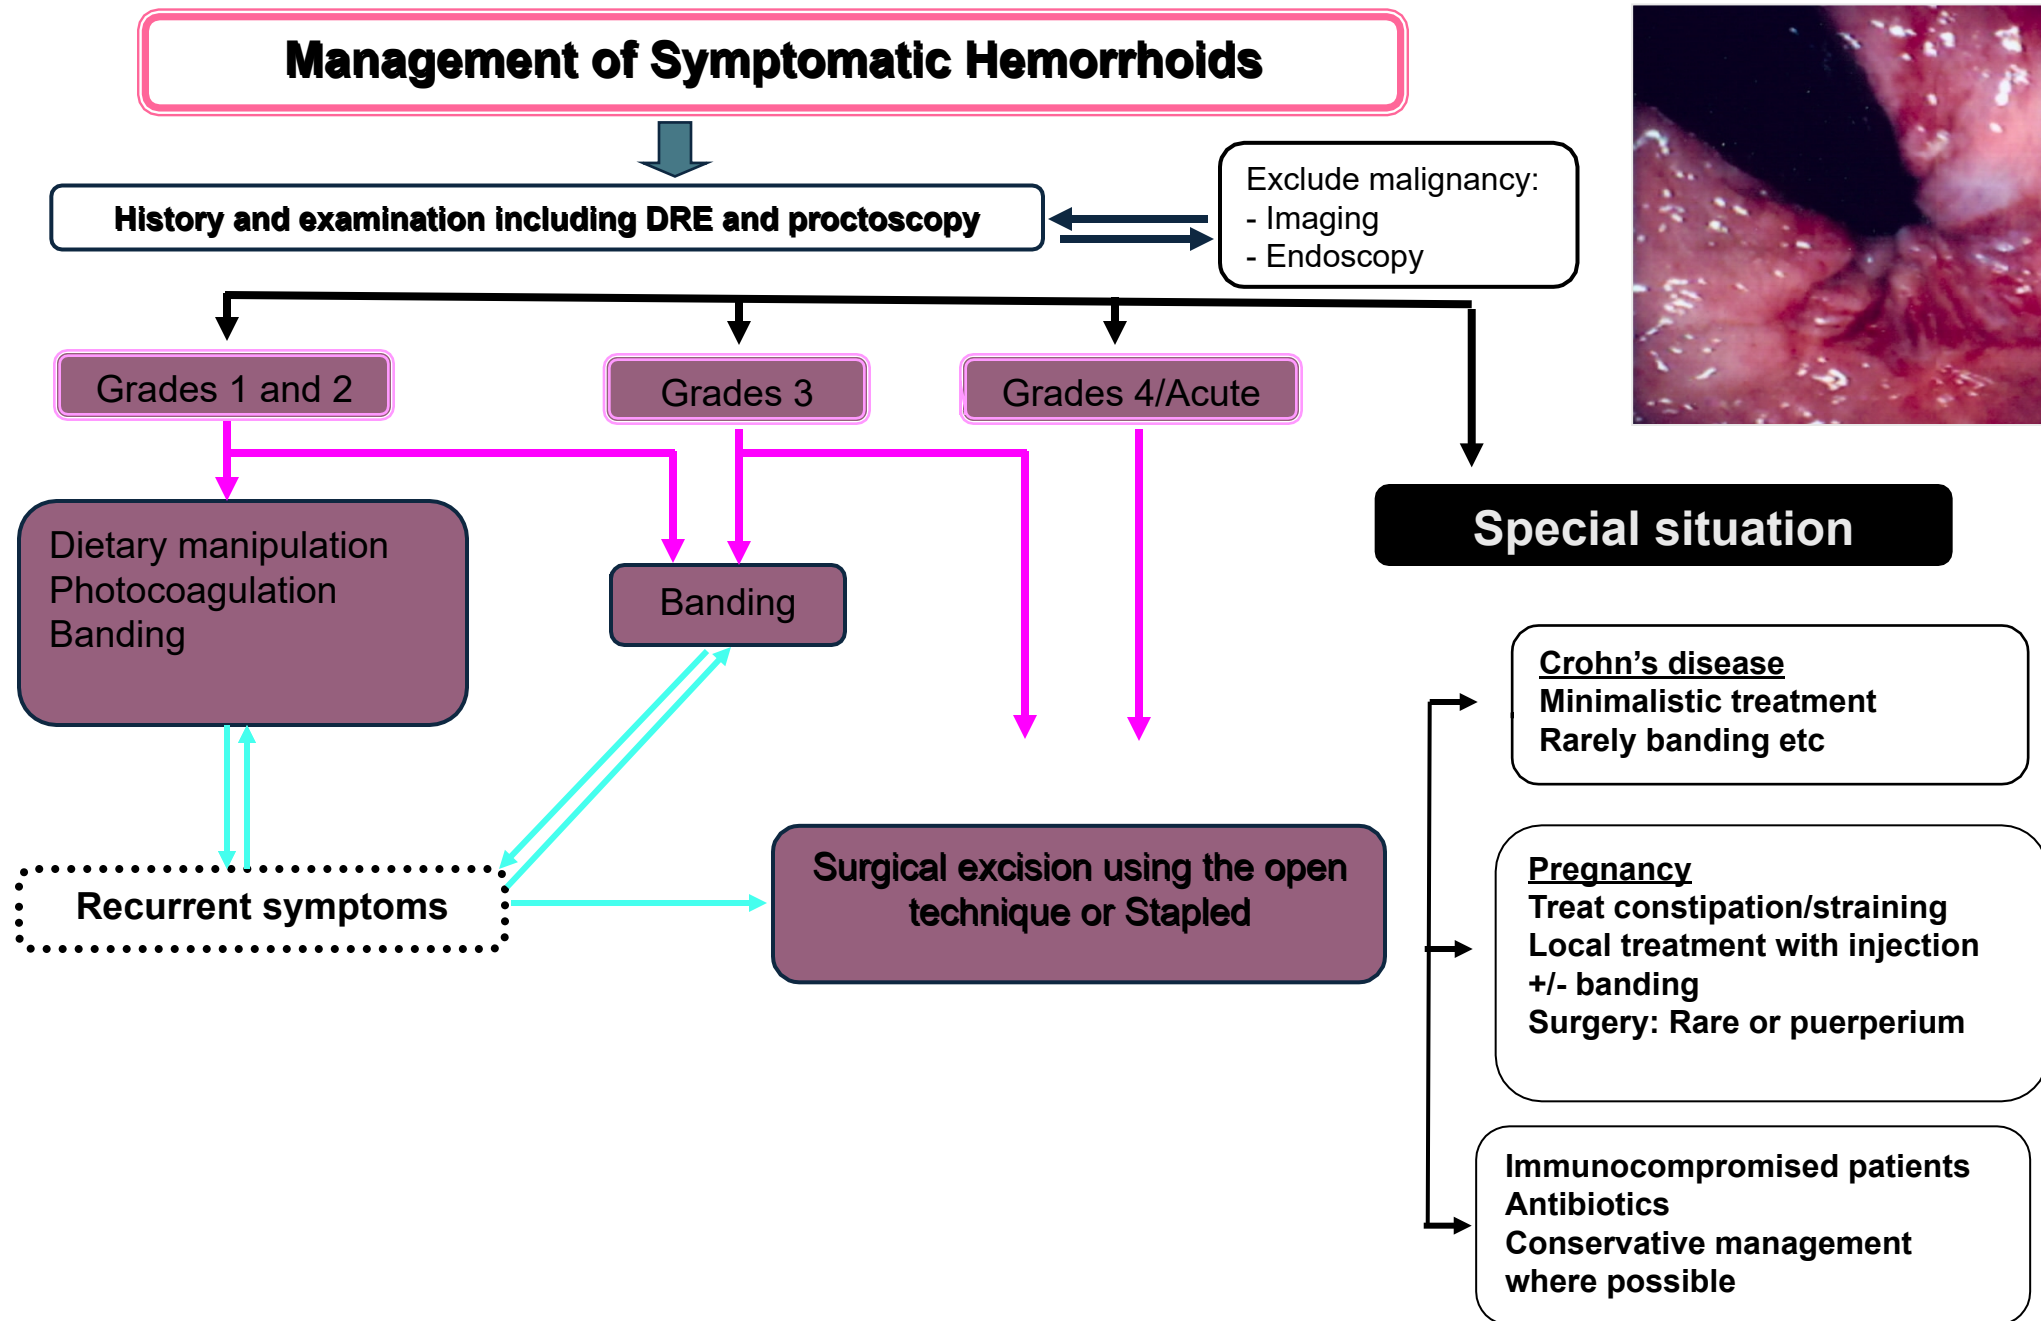 Management of Symptomatic Hemorrhoids
History and examination including DRE and proctoscopy
Exclude malignancy:
- Imaging
- Endoscopy
Grades 1 and 2
Grades 3
Grades 4/Acute
Special situation
Dietary manipulation
Photocoagulation
Banding
Banding
Recurrent symptoms
Surgical excision using the open
technique or Stapled
Crohn’s disease
Minimalistic treatment
Rarely banding etc
Pregnancy
Treat constipation/straining
Local treatment with injection
+/- banding
Surgery: Rare or puerperium
Immunocompromised patients
Antibiotics
Conservative management
where possible